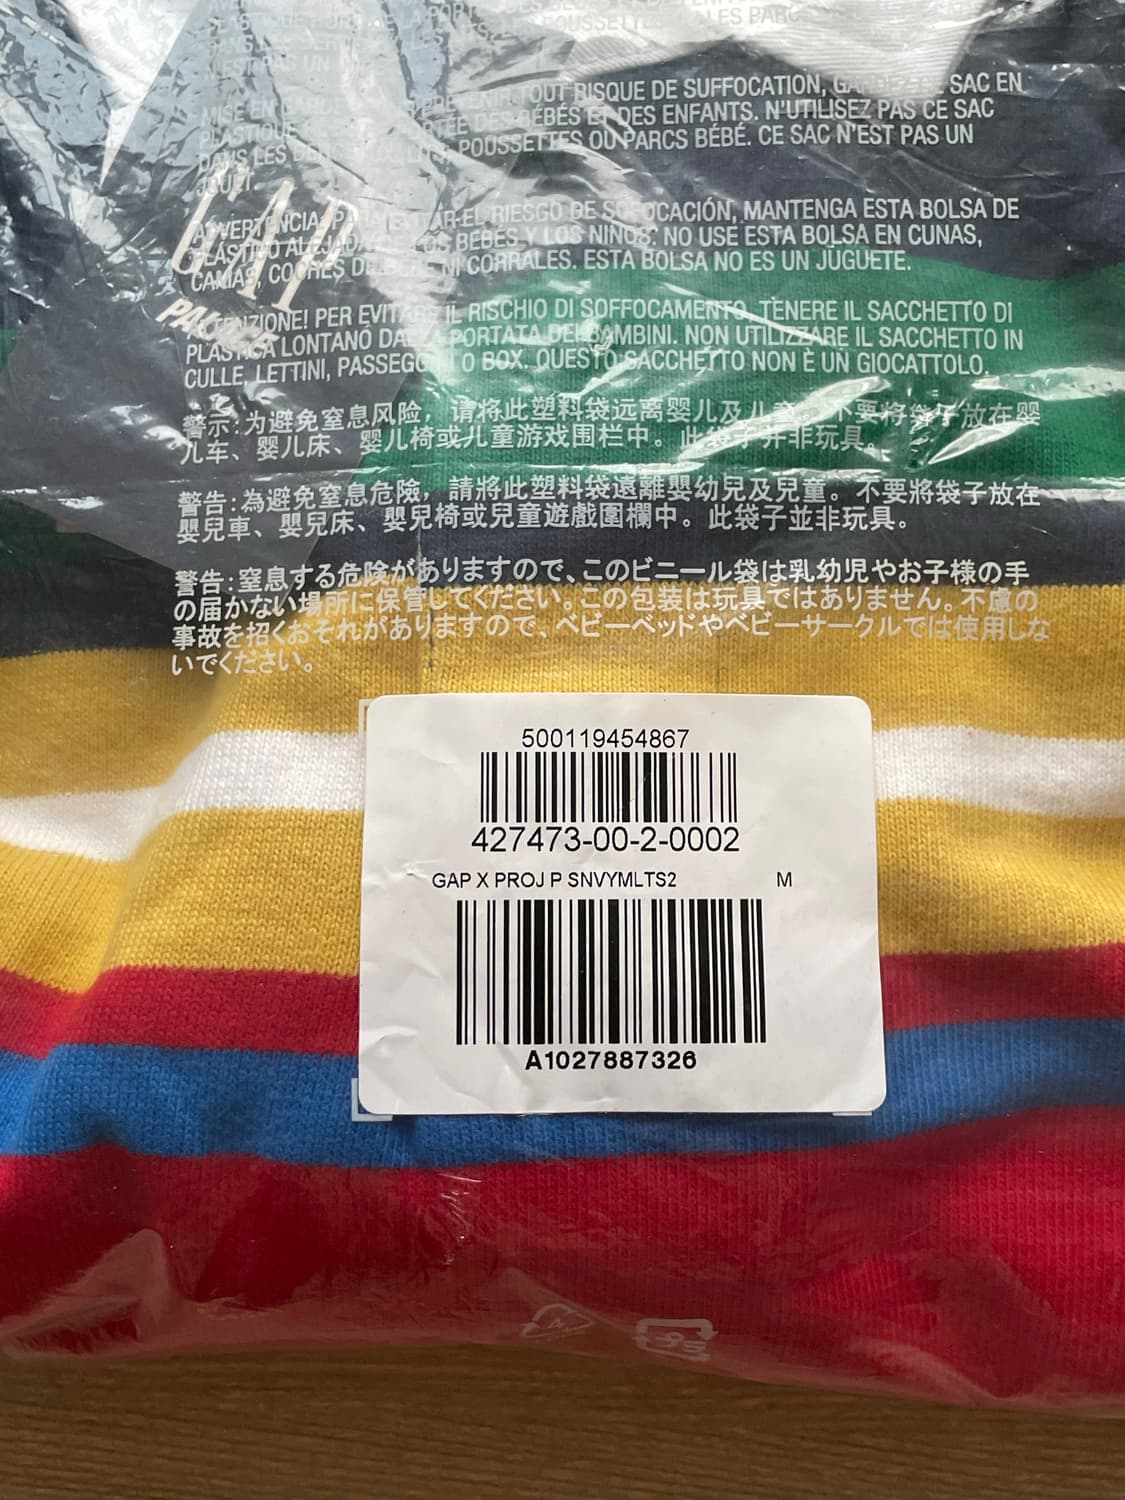 TOUT RISQUE DE SUFFOCATION, SAC EN
DES BÉBÉS ET DES ENFANTS. N'UTILISEZ PAS CE SAC
POUSSETTES OU PARCS BÉBÉ. CE SAC N'EST PAS UN
JOUET.
EL RIESGO DE SOFOCACIÓN, MANTENGA ESTA BOLSA DE
BEBÉS Y LOS NIÑOS. NO USE ESTA BOLSA EN CUNAS,
CAMAS, COCHES NI CORRALES. ESTA BOLSA NO ES UN JUGUETE.
GAP
ATTENZIONE! PER EVITARE IL RISCHIO DI SOFFOCAMENTO, TENERE IL SACCHETTO DI
PLASTICA LONTANO DALLA PORTATA DEI BAMBINI. NON UTILIZZARE IL SACCHETTO IN
CULLE, LETTINI, O BOX. QUESTO SACCHETTO NON È UN GIOCATTOLO.
警示:为避免窒息风险，请将此塑料袋远离婴儿及儿童。不要将袋子放在婴
儿车、婴儿床、婴儿椅或儿童游戏围栏中。此袋子并非玩具。
警告:為避免窒息危險，請將此塑料袋遠離嬰幼兒及兒童。不要將袋子放在
嬰兒車、嬰兒床、嬰兒椅或兒童遊戲圍欄中。此袋子並非玩具。
警告:窒息する危険がありますので、このビニール袋は乳幼児やお子様の手
の届かない場所に保管してください。この包装は玩具ではありません。不慮の
事故を招くおそれがありますので、ベビーベッドやベビーサークルでは使用しな
いでください。
500119454867
427473-00-2-0002
GAP X PROJ P SNVYMLTS2 M
A1027887326